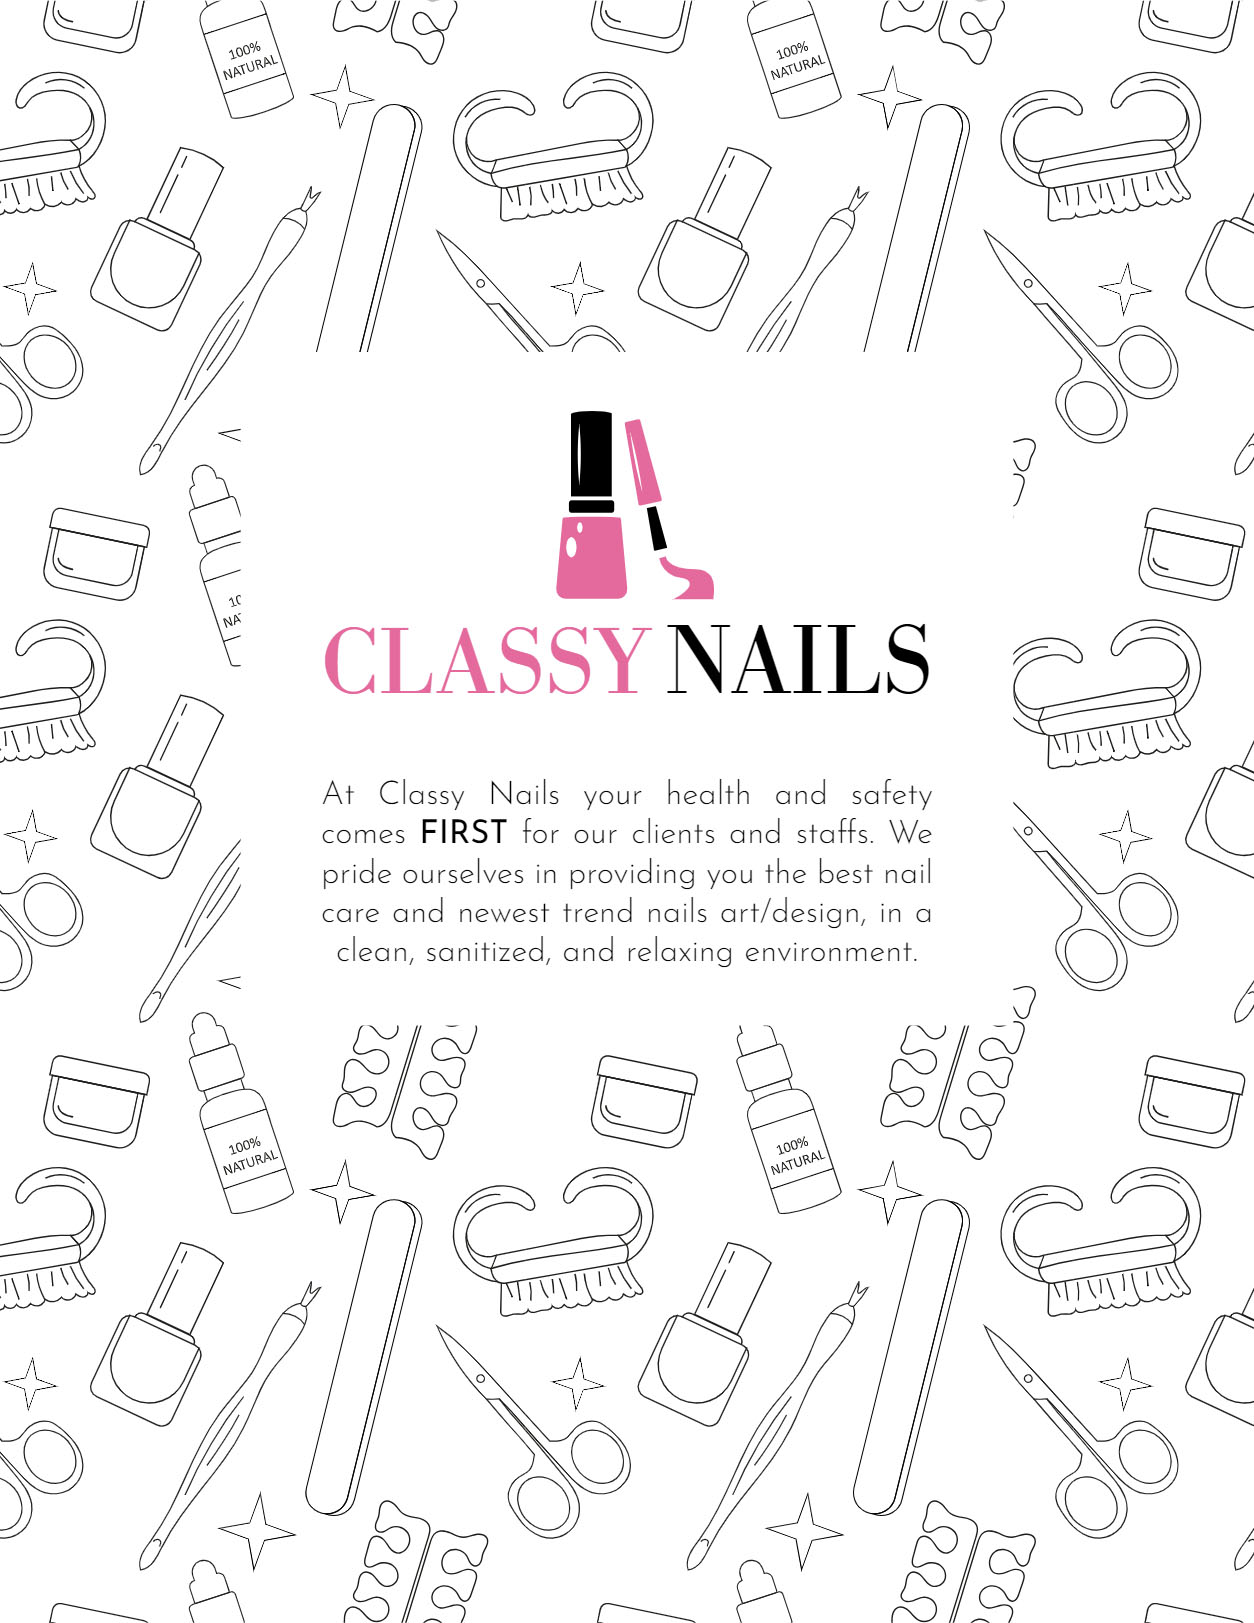 100%
NATURAL
100%
NATURAL
10
NA
CLASSY NAILS
At Classy Nails your health and safety
comes FIRST for our clients and staffs. We
pride ourselves in providing you the best nail
care and newest trend nails art/design, in a
clean, sanitized, and relaxing environment.
100%
NATURAL
100%
NATURAL